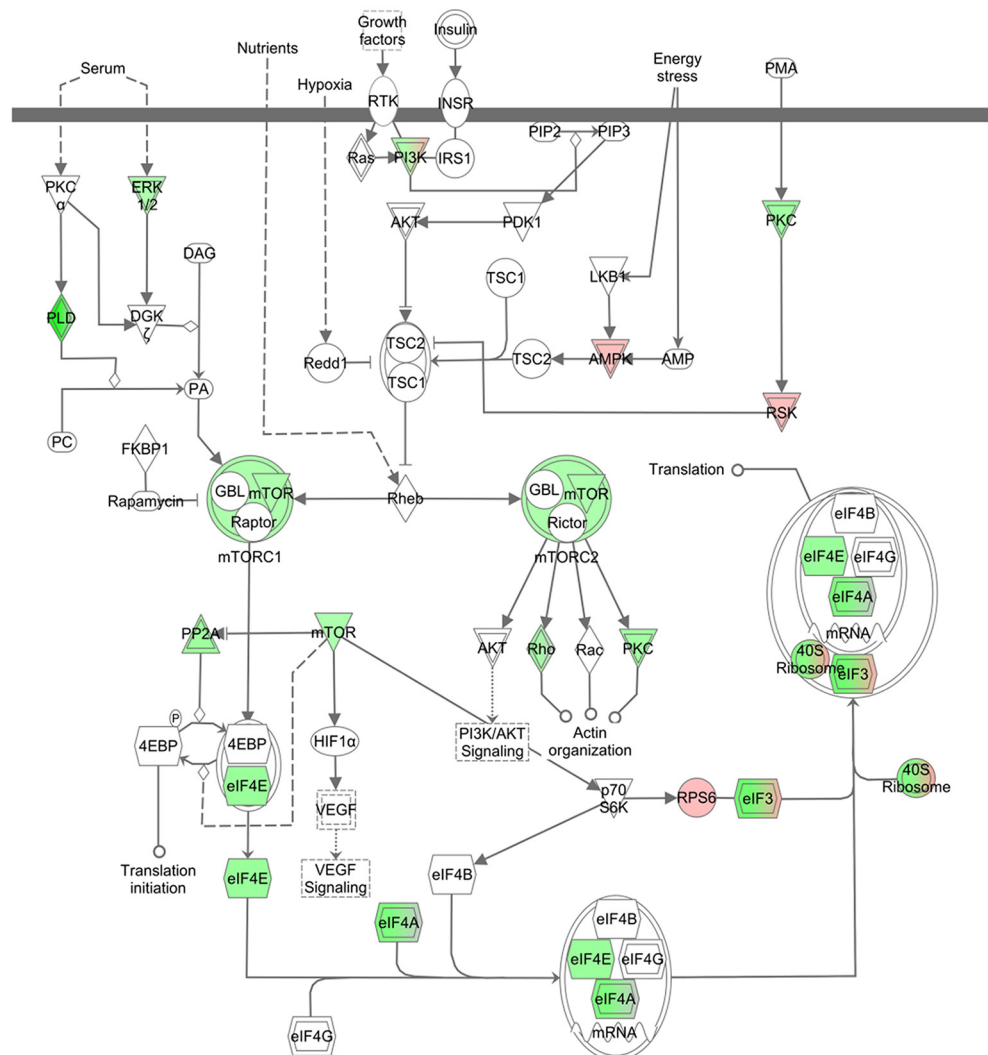 Growth
factors
Insulin
Nutrients
Serum
Hypoxia
Energy
stress
PMA
RTK
INSR
PIP2
PIP3
Ras
PI3K
IRS1
PKC
α
ERK
1/2
AKT
PDK1
PKC
DAG
TSC1
LKB1
PLD
DGK
ζ
Redd1
TSC2
TSC2
AMPK
AMP
TSC1
PA
RSK
PC
FKBP1
Rapamycin
GBL
mTOR
Raptor
mTORC1
Rheb
GBL
mTOR
Rictor
mTORC2
Translation
eIF4B
eIF4E
eIF4G
eIF4A
mRNA
40S
Ribosome
eIF3
PP2A
mTOR
AKT
Rho
Rac
PKC
P
4EBP
4EBP
eIF4E
HIF1α
PI3K/AKT
Signaling
Actin
organization
40S
Ribosome
p70
S6K
RPS6
eIF3
VEGF
Translation
initiation
VEGF
Signaling
eIF4E
eIF4B
eIF4A
eIF4B
eIF4E
eIF4G
eIF4A
mRNA
eIF4G